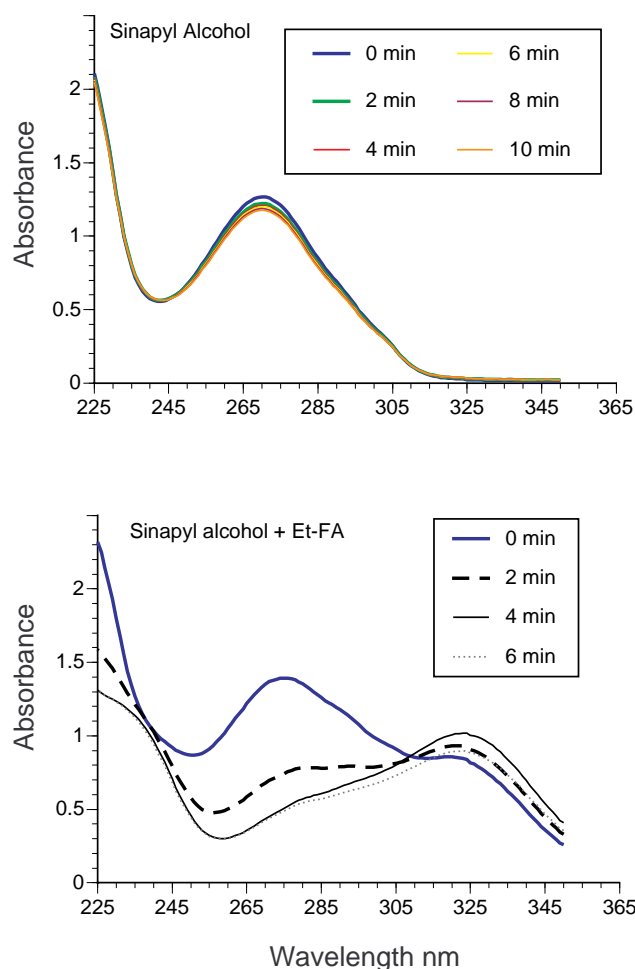 Sinapyl Alcohol
0 min 6 min
2 min 8 min
4 min 10 min
Absorbance
2
1.5
1
0.5
0
225 245 265 285 305 325 345 365
Sinapyl alcohol + Et-FA
0 min
2 min
4 min
6 min
Absorbance
2
1.5
1
0.5
0
225 245 265 285 305 325 345 365
Wavelength nm